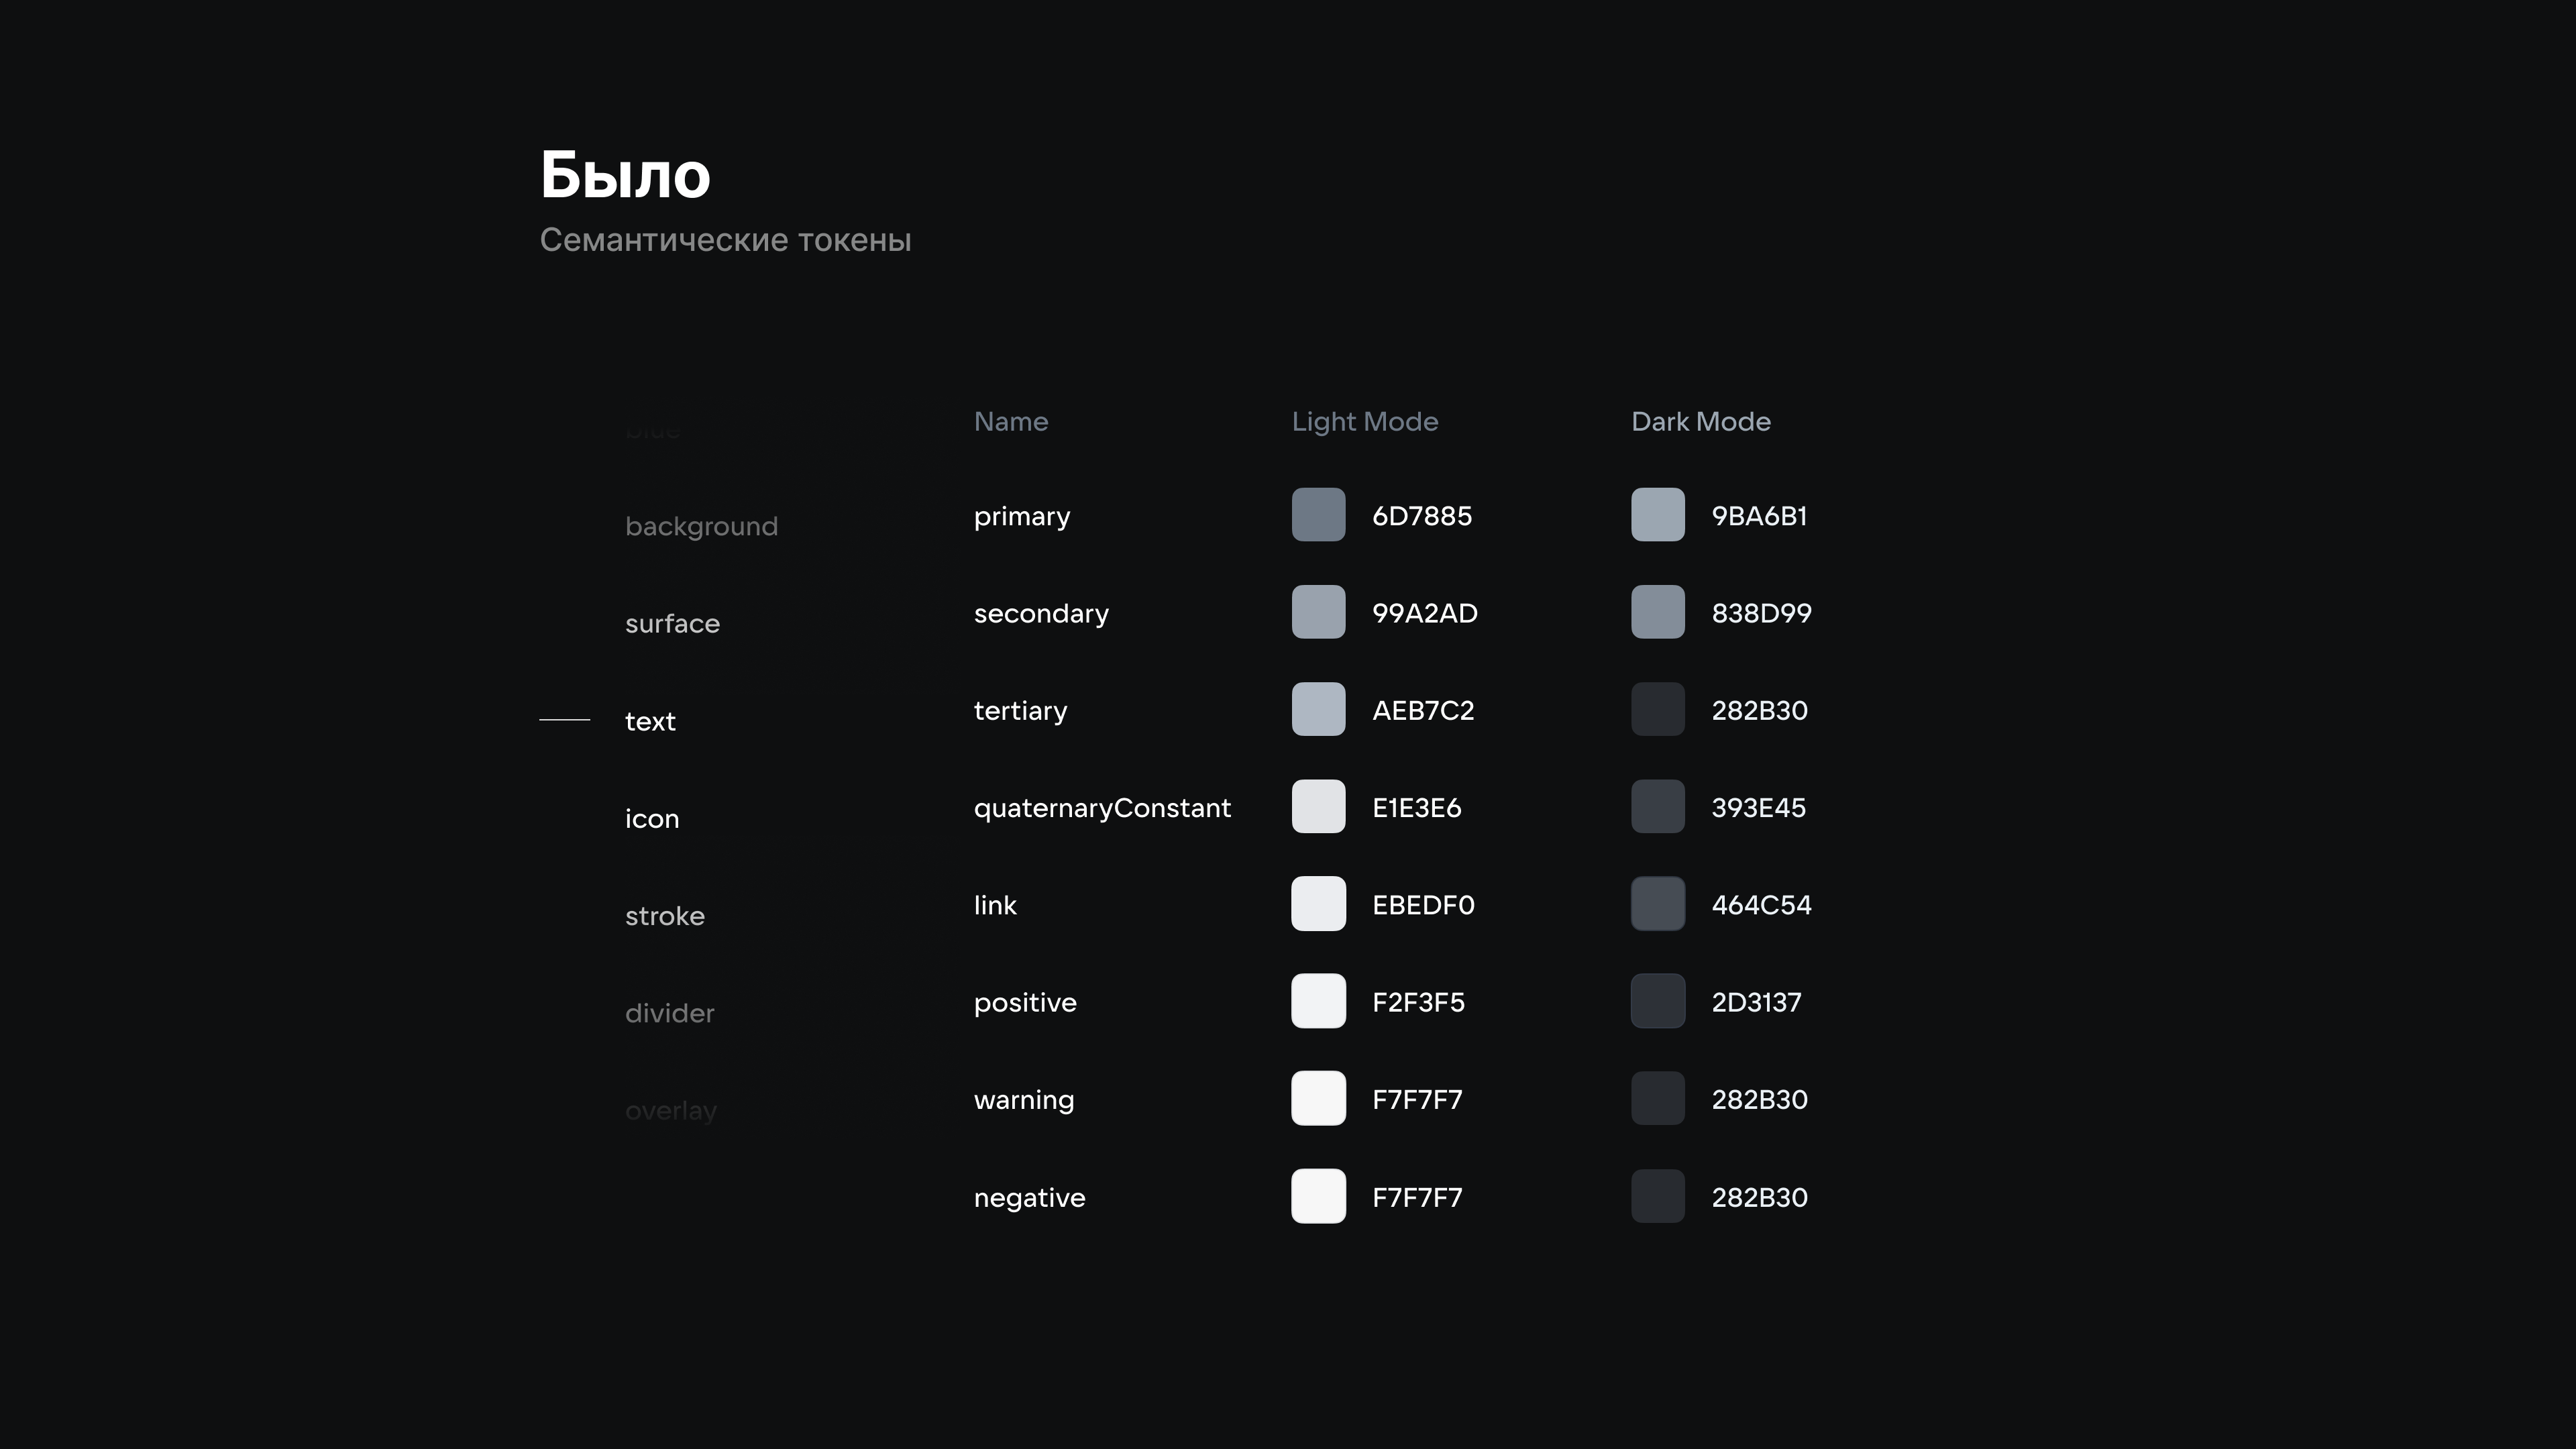 Было
Семантические токены
background
surface
text
icon
stroke
divider
overlay
Name Light Mode Dark Mode
primary 6D7885 9BA6B1
secondary 99A2AD 838D99
tertiary AEB7C2 282B30
quaternaryConstant E1E3E6 393E45
link EBEDF0 464C54
positive F2F3F5 2D3137
warning F7F7F7 282B30
negative F7F7F7 282B30